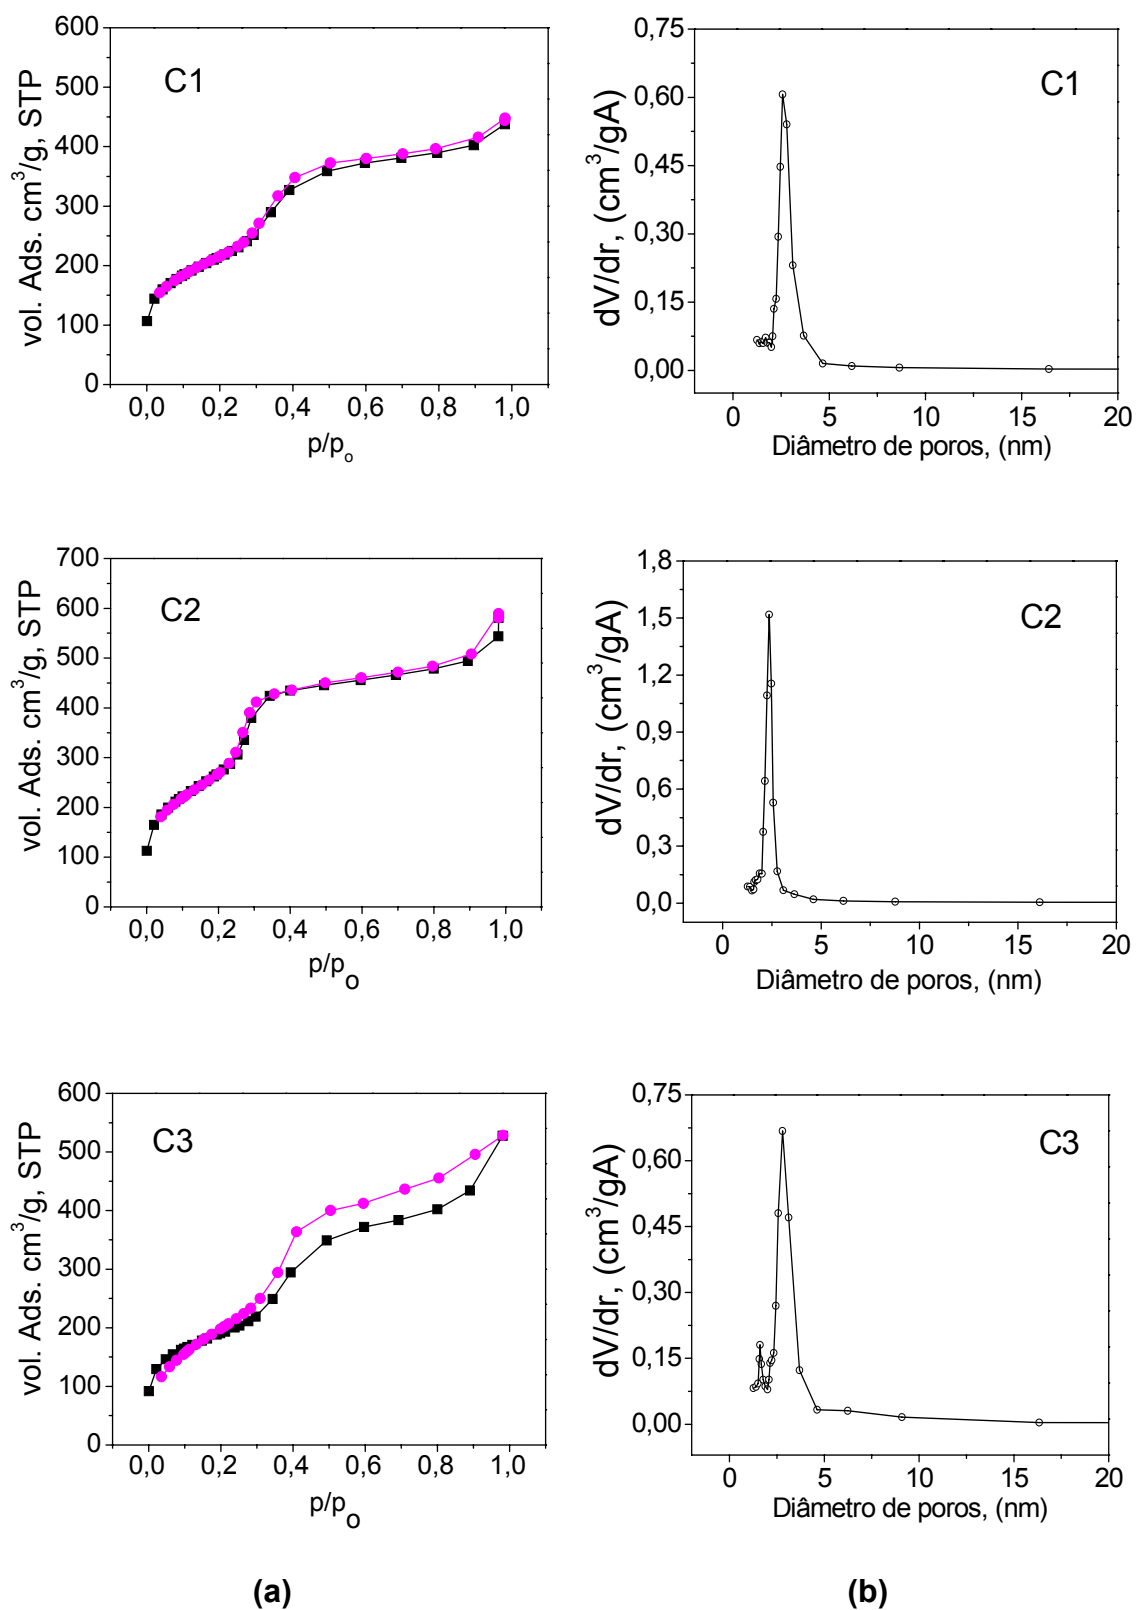 600
500
400
300
200
100
0
vol. Ads. cm³/g, STP
C1
0,0 0,2 0,4 0,6 0,8 1,0
p/pₒ
0,75
0,60
0,45
0,30
0,15
0,00
dV/dr, (cm³/gA)
C1
0 5 10 15 20
Diâmetro de poros, (nm)
700
600
500
400
300
200
100
0
vol. Ads. cm³/g, STP
C2
0,0 0,2 0,4 0,6 0,8 1,0
p/pₒ
1,8
1,5
1,2
0,9
0,6
0,3
0,0
dV/dr, (cm³/gA)
C2
0 5 10 15 20
Diâmetro de poros, (nm)
600
500
400
300
200
100
0
vol. Ads. cm³/g, STP
C3
0,0 0,2 0,4 0,6 0,8 1,0
p/pₒ
0,75
0,60
0,45
0,30
0,15
0,00
dV/dr, (cm³/gA)
C3
0 5 10 15 20
Diâmetro de poros, (nm)
(a) (b)